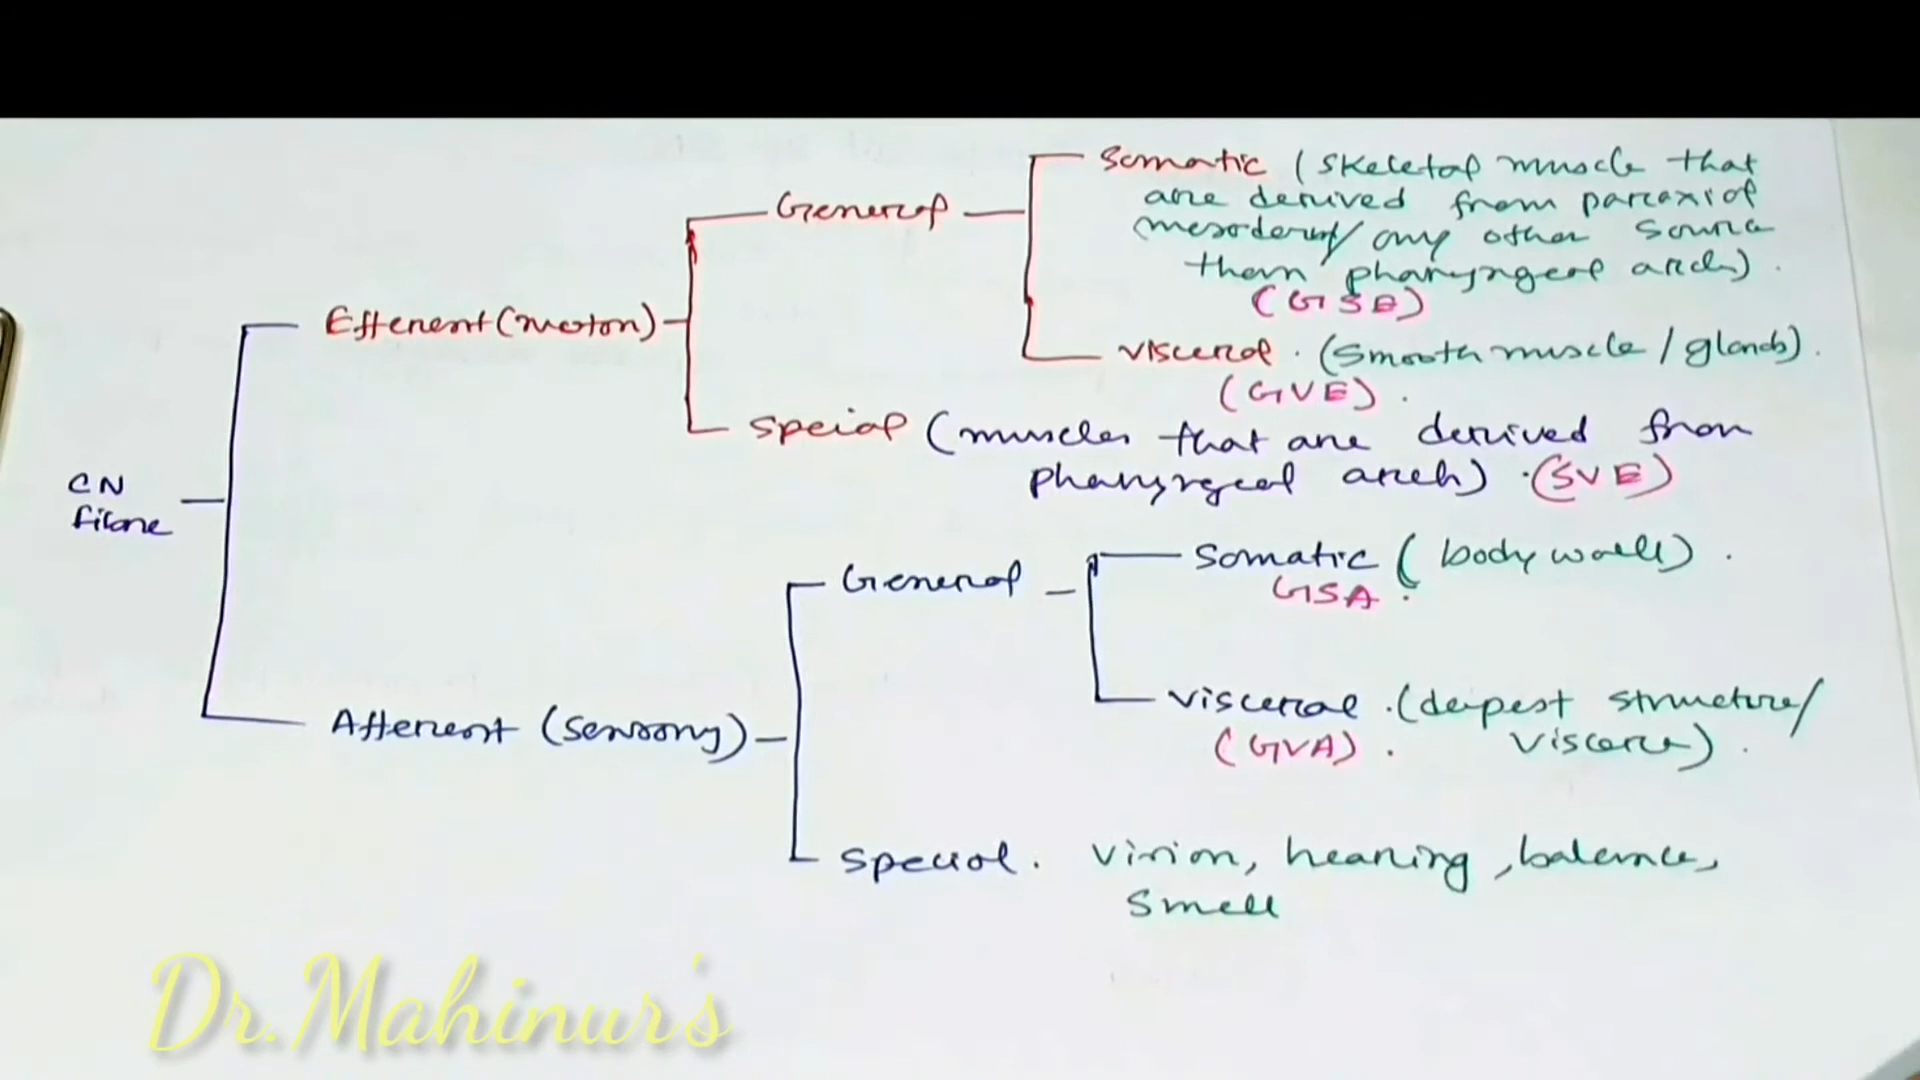 Somatic (skeletal muscle that
are derived from paraxial
mesoderm/ any other source
than pharyngeal arch).
(GSE)
General
Efferent (motor)
visceral. (smooth muscle / glands).
(GVE).
Speial (muscles that are derived from
pharyngeal arch). (SVE)
CN
fibre
Somatic (body wall).
GSA.
General
Afferent (sensory)
visceral. (deepest structure/
(GVA). viscera).
special. vision, hearing, balance,
smell
Dr.Mahinur's